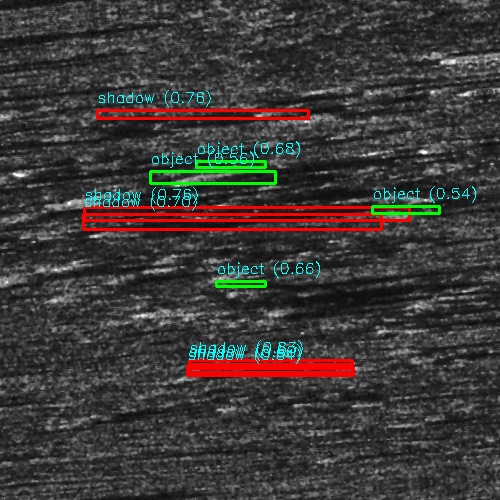 shadow (0.76)
object (0.68)
object (0.56)
object (0.54)
shadow (0.76)
shadow (0.70)
object (0.66)